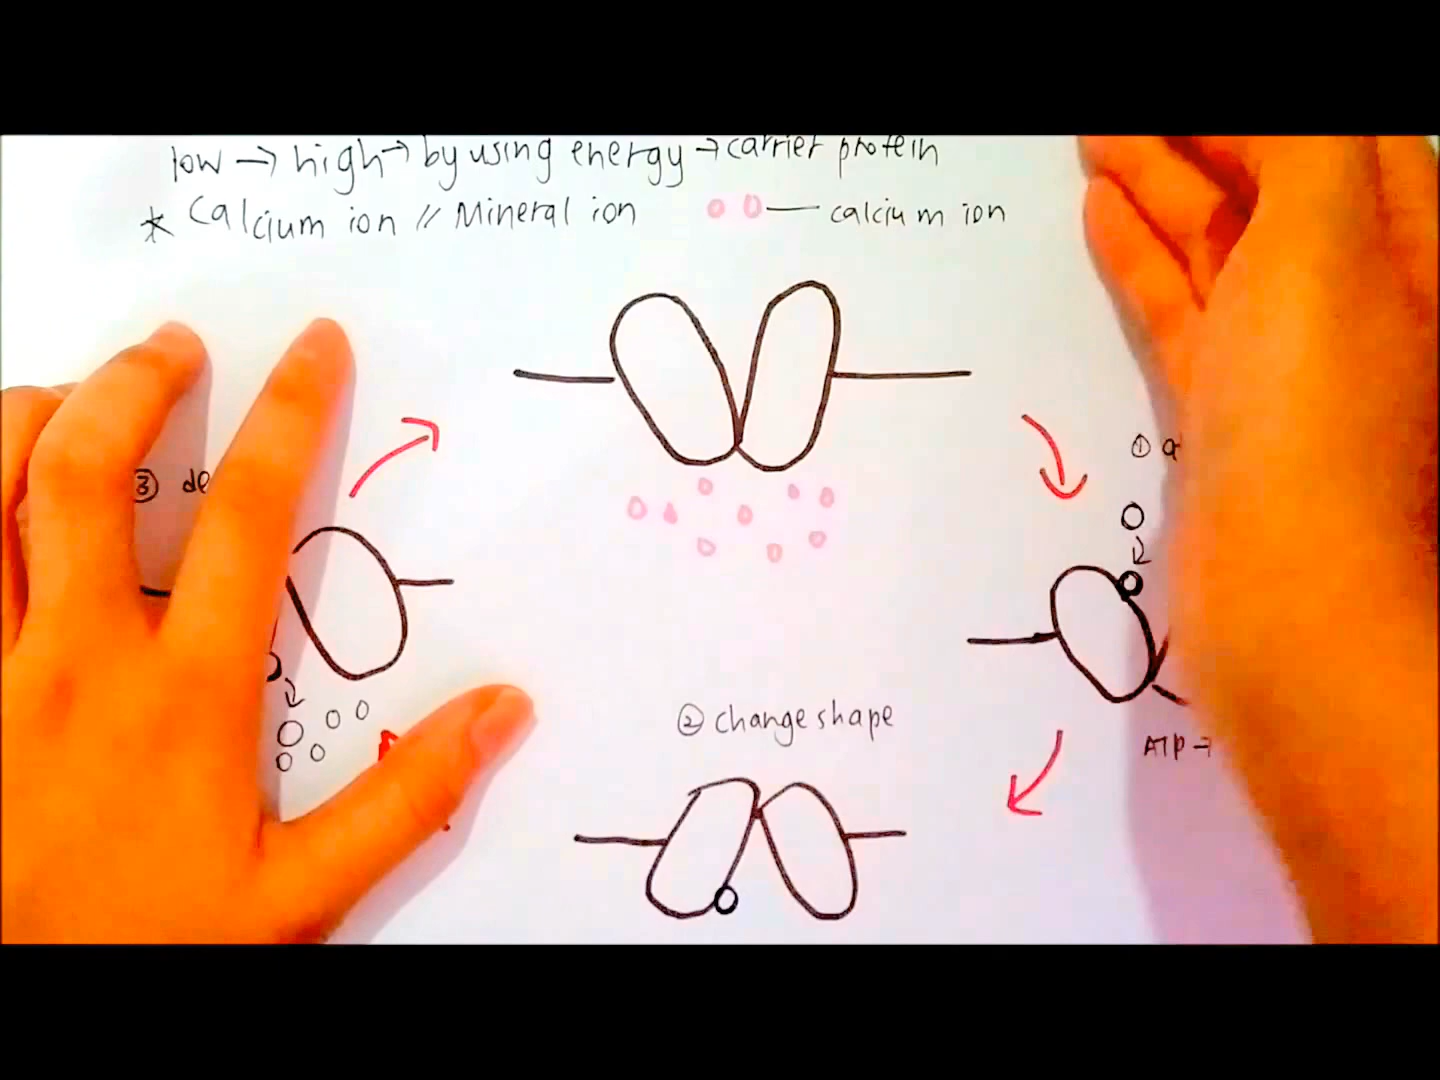 low → high → by using energy → carrier protein
* Calcium ion // Mineral ion
calcium ion
①
③ de
② change shape
ATP →